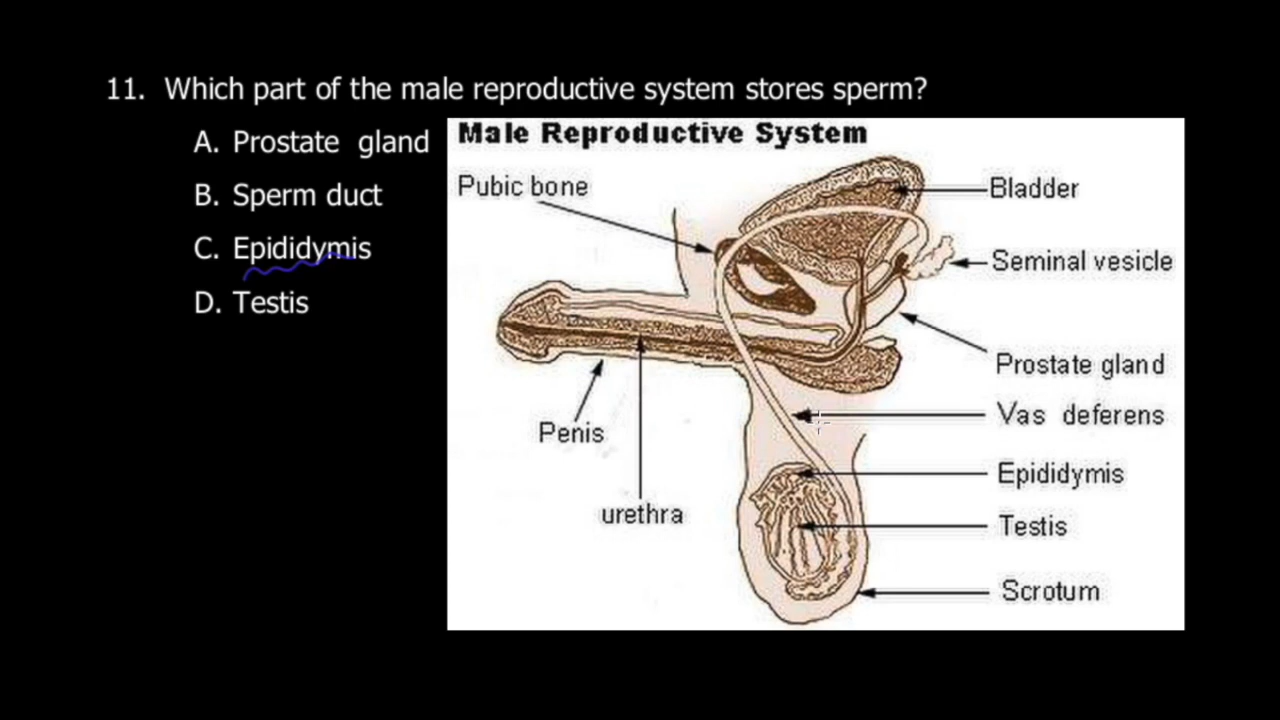 11. Which part of the male reproductive system stores sperm?
A. Prostate gland
B. Sperm duct
C. Epididymis
D. Testis
Male Reproductive System
Pubic bone
Bladder
Seminal vesicle
Prostate gland
Vas deferens
Penis
Epididymis
urethra
Testis
Scrotum